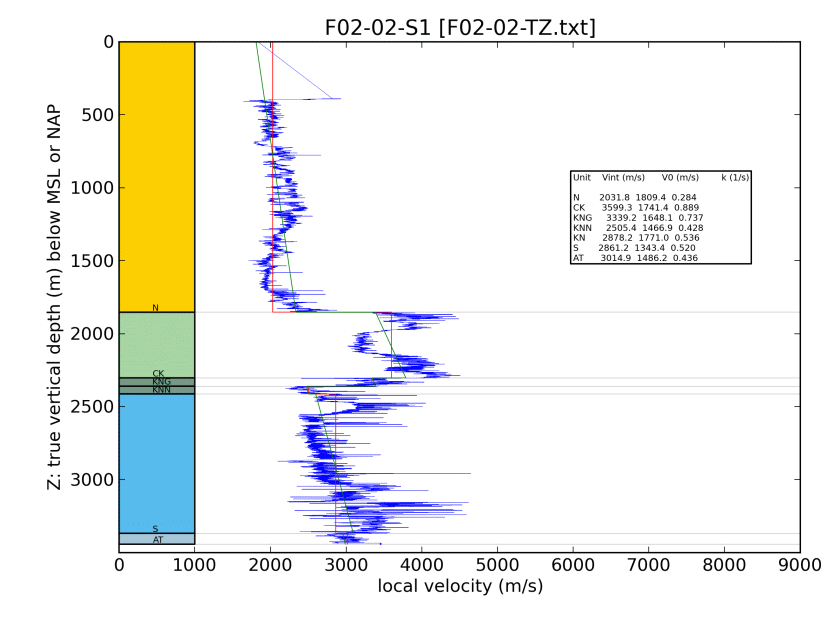 F02-02-S1 [F02-02-TZ.txt]
Z: true vertical depth (m) below MSL or NAP
0
500
1000
1500
2000
2500
3000
N
CK
KNG
KNN
S
AT
Unit Vint (m/s) V0 (m/s) k (1/s)
N 2031.8 1809.4 0.284
CK 3599.3 1741.4 0.889
KNG 3339.2 1648.1 0.737
KNN 2505.4 1466.9 0.428
KN 2878.2 1771.0 0.536
S 2861.2 1343.4 0.520
AT 3014.9 1486.2 0.436
0 1000 2000 3000 4000 5000 6000 7000 8000 9000
local velocity (m/s)